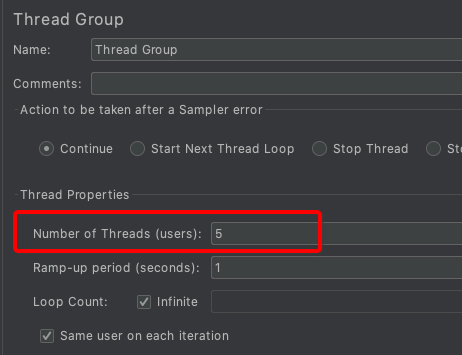 Thread Group
Name: Thread Group
Comments:
Action to be taken after a Sampler error
Continue Start Next Thread Loop Stop Thread
Thread Properties
Number of Threads (users): 5
Ramp-up period (seconds): 1
Loop Count: Infinite
Same user on each iteration